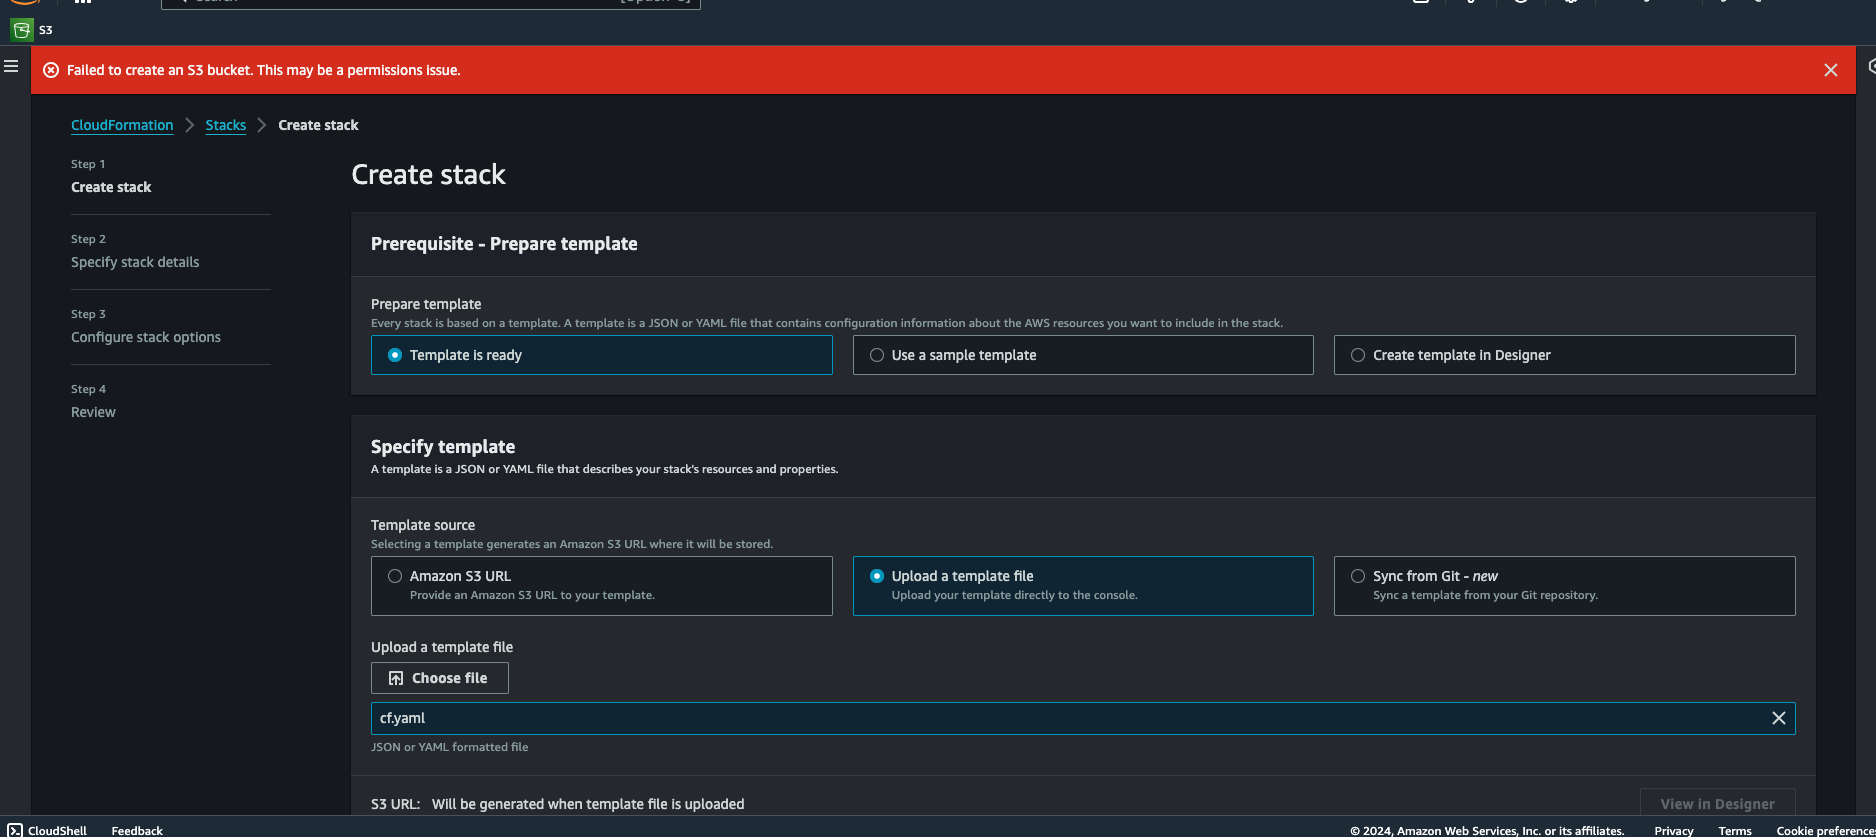 S3
Failed to create an S3 bucket. This may be a permissions issue.
CloudFormation > Stacks > Create stack
Step 1
Create stack
Step 2
Specify stack details
Step 3
Configure stack options
Step 4
Review
Create stack
Prerequisite - Prepare template
Prepare template
Every stack is based on a template. A template is a JSON or YAML file that contains configuration information about the AWS resources you want to include in the stack.
Template is ready
Use a sample template
Create template in Designer
Specify template
A template is a JSON or YAML file that describes your stack's resources and properties.
Template source
Selecting a template generates an Amazon S3 URL where it will be stored.
Amazon S3 URL
Provide an Amazon S3 URL to your template.
Upload a template file
Upload your template directly to the console.
Sync from Git - new
Sync a template from your Git repository.
Upload a template file
Choose file
cf.yaml
JSON or YAML formatted file
S3 URL: Will be generated when template file is uploaded
View in Designer
CloudShell Feedback © 2024, Amazon Web Services, Inc. or its affiliates. Privacy Terms Cookie preference